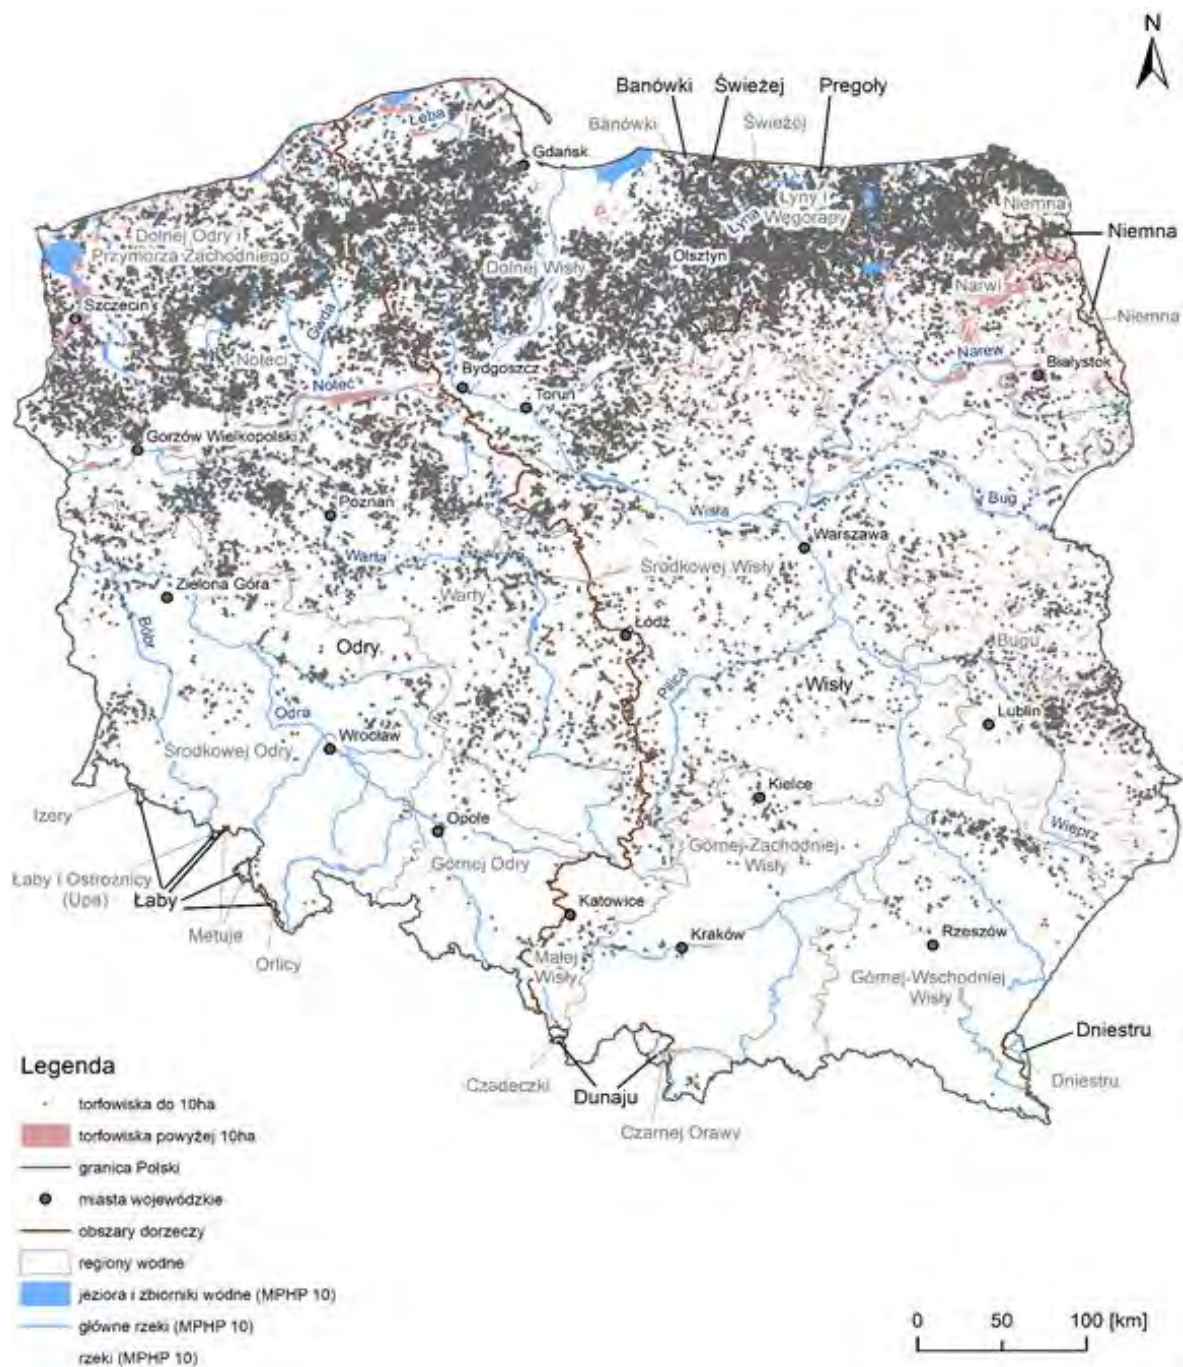 N
Banówki
Świeżej
Pregoły
Banówki
Świeżej
Łeba
Gdańsk
Łyny i
Węgorapy
Łyna
Niemna
Niemna
Dolnej Odry i
Przymorza Zachodniego
Dolnej Wisły
Olsztyn
Narwi
Szczecin
Gwda
Niemna
Noteci
Narew
Białystok
Bydgoszcz
Noteć
Toruń
Gorzów Wielkopolski
Poznań
Wisła
Bug
Warszawa
Warta
Środkowej Wisły
Zielona Góra
Warty
Bóbr
Łódź
Bugu
Odry
Pilica
Wisły
Odra
Lublin
Wrocław
Środkowej Odry
Kielce
Izery
Opole
Wieprz
Górnej Odry
Górnej-Zachodniej
Wisły
Łaby i Ostrożnicy
(Upa)
Łaby
Katowice
Metuje
Kraków
Rzeszów
Orlicy
Małej
Wisły
Górnej-Wschodniej
Wisły
Dniestru
Czadeczki
Dunaju
Dniestru
Czarnej Orawy
Legenda
torfowiska do 10ha
torfowiska powyżej 10ha
granica Polski
miasta wojewódzkie
obszary dorzeczy
regiony wodne
jeziora i zbiorniki wodne (MPHP 10)
główne rzeki (MPHP 10)
rzeki (MPHP 10)
0 50 100 [km]